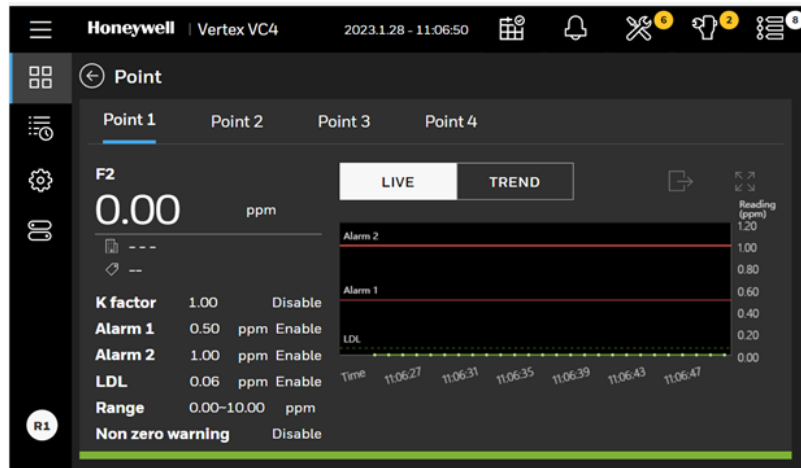 Honeywell | Vertex VC4 2023.1.28 - 11:06:50 6 2 8
Point
Point 1 Point 2 Point 3 Point 4
F2
0.00 ppm
- - -
--
K factor 1.00 Disable
Alarm 1 0.50 ppm Enable
Alarm 2 1.00 ppm Enable
LDL 0.06 ppm Enable
Range 0.00~10.00 ppm
Non zero warning Disable
R1
LIVE TREND
Reading
(ppm)
1.20
Alarm 2
1.00
0.80
Alarm 1
0.60
0.40
LDL
0.20
0.00
Time 11:06:27 11:06:31 11:06:35 11:06:39 11:06:43 11:06:47